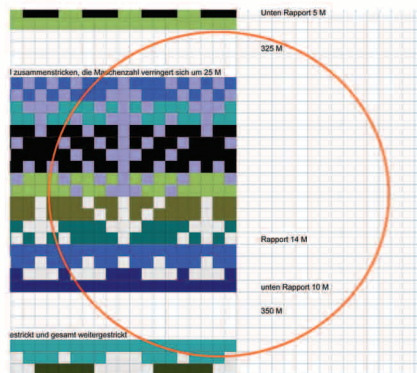 Unten Rapport 5 M
325 M
l zusammenstricken, die Maschenzahl verringert sich um 25 M
Rapport 14 M
unten Rapport 10 M
350 M
estrickt und gesamt weitergestrickt